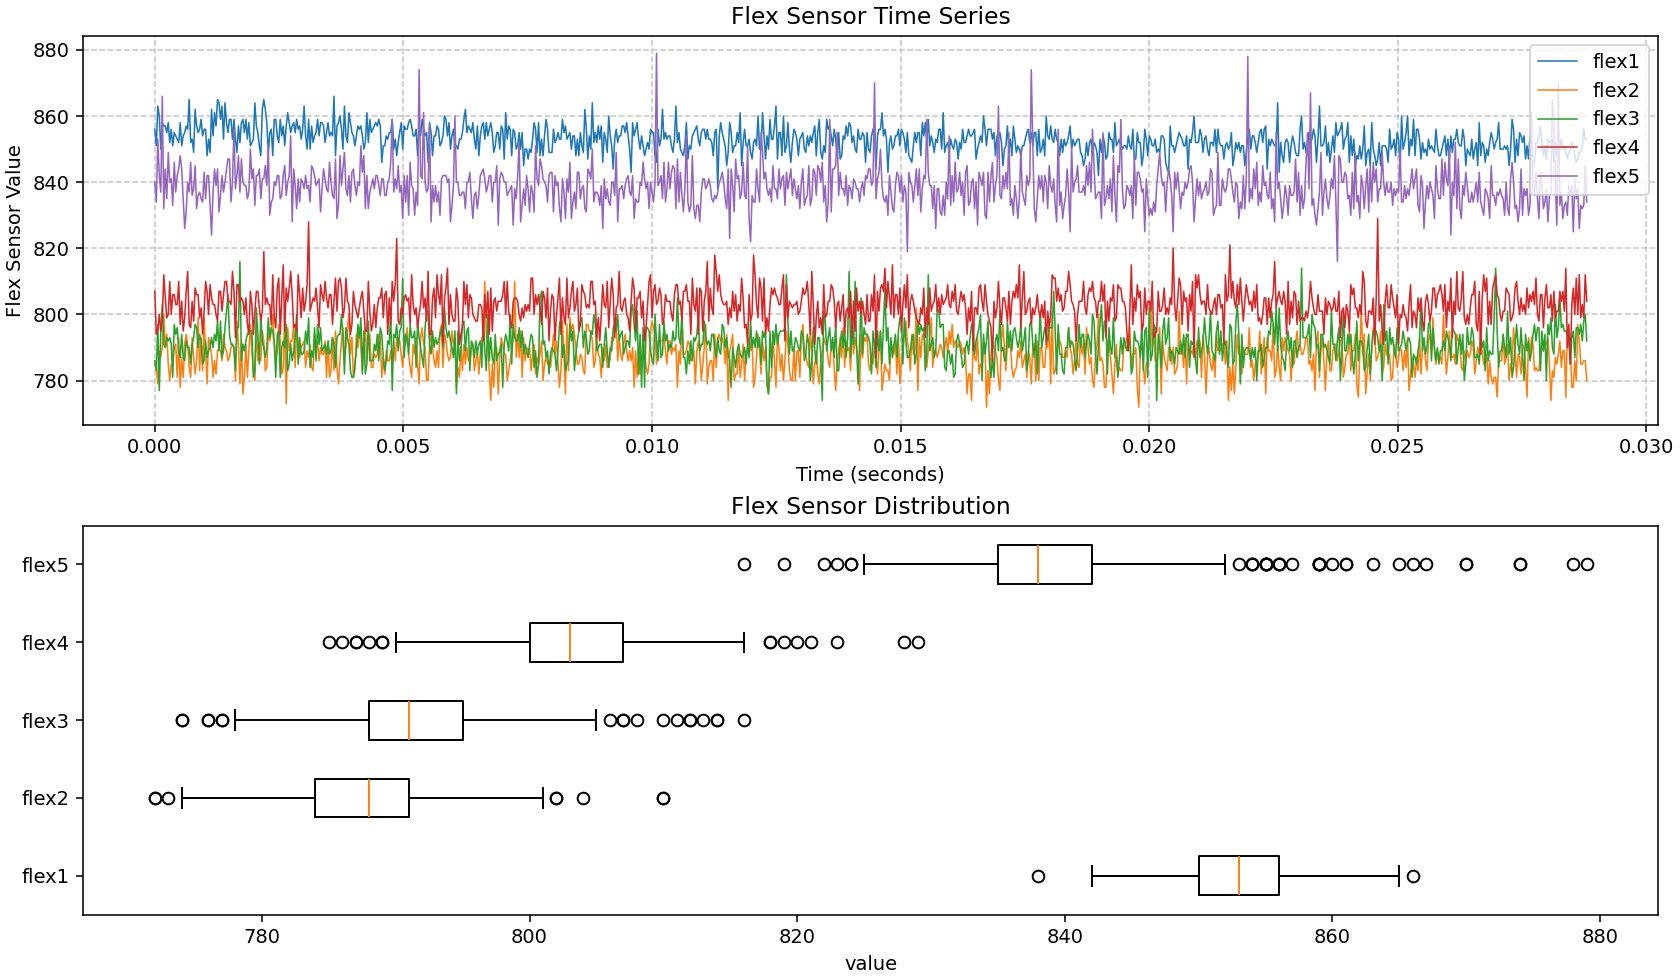 Flex Sensor Time Series
Flex Sensor Value
880
860
840
820
800
780
flex1
flex2
flex3
flex4
flex5
0.000 0.005 0.010 0.015 0.020 0.025 0.030
Time (seconds)
Flex Sensor Distribution
flex5
flex4
flex3
flex2
flex1
780 800 820 840 860 880
value